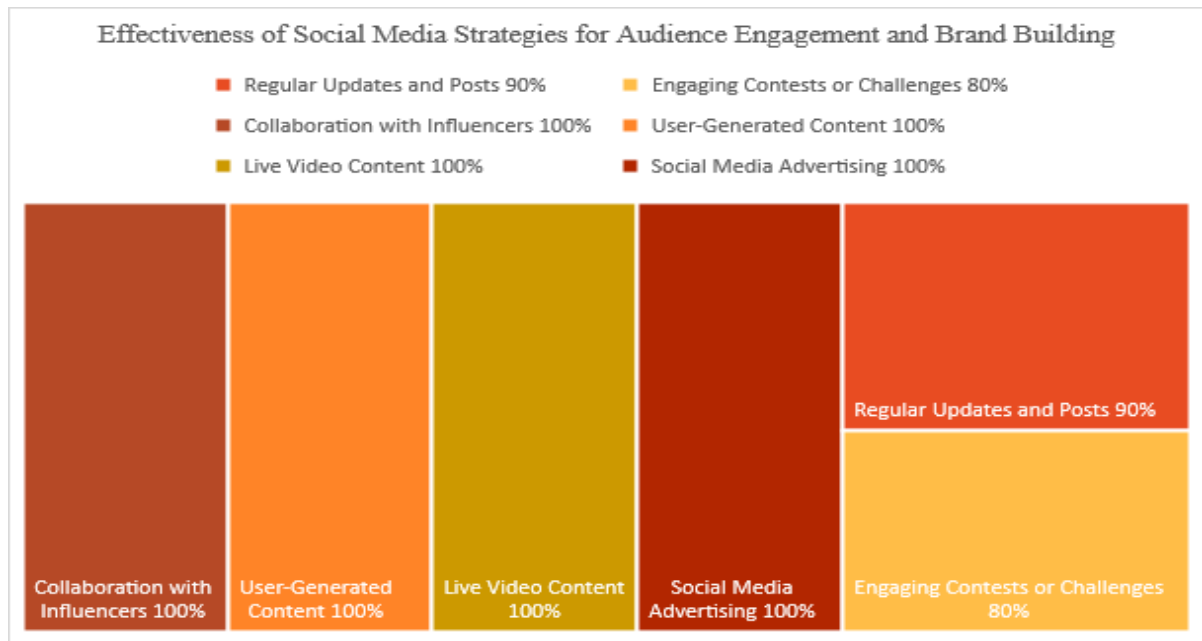 Effectiveness of Social Media Strategies for Audience Engagement and Brand Building
Regular Updates and Posts 90%
Engaging Contests or Challenges 80%
Collaboration with Influencers 100%
User-Generated Content 100%
Live Video Content 100%
Social Media Advertising 100%
Collaboration with
Influencers 100%
User-Generated
Content 100%
Live Video Content
100%
Social Media
Advertising 100%
Regular Updates and Posts 90%
Engaging Contests or Challenges
80%